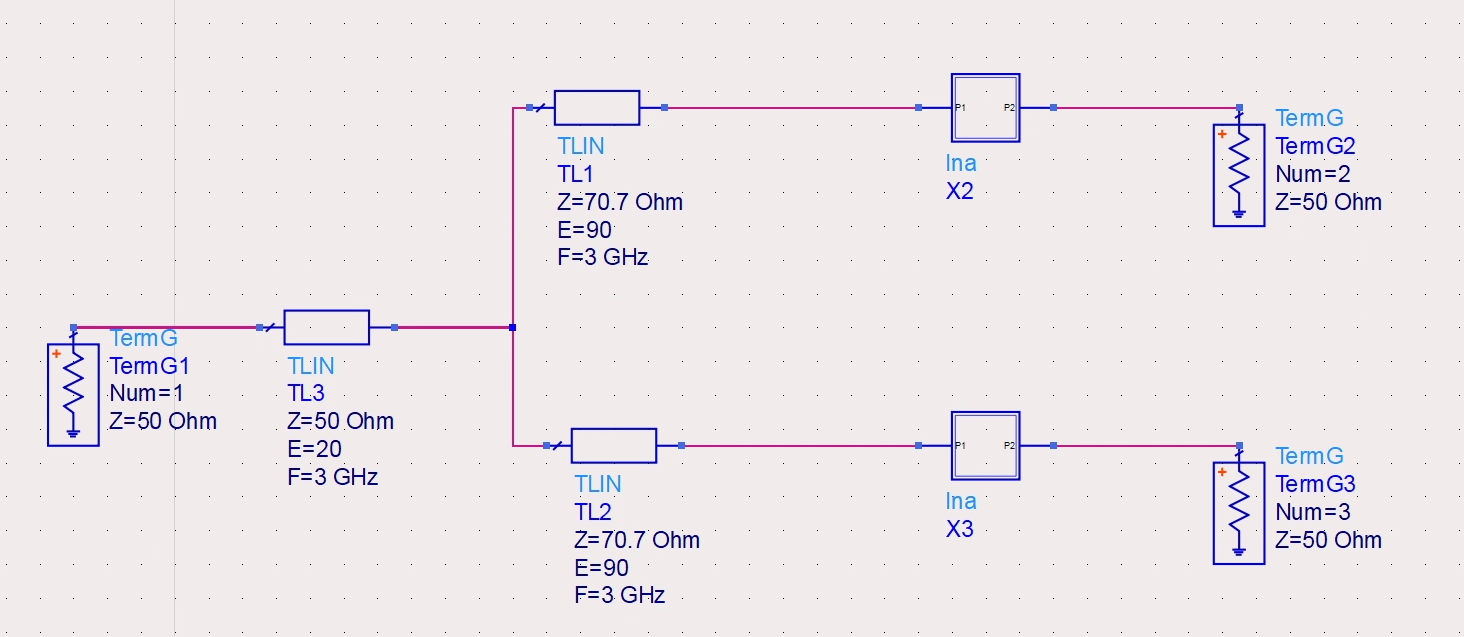 TermG
TermG1
Num=1
Z=50 Ohm
TLIN
TL3
Z=50 Ohm
E=20
F=3 GHz
TLIN
TL1
Z=70.7 Ohm
E=90
F=3 GHz
P1 P2
Ina
X2
TermG
TermG2
Num=2
Z=50 Ohm
TLIN
TL2
Z=70.7 Ohm
E=90
F=3 GHz
P1 P2
Ina
X3
TermG
TermG3
Num=3
Z=50 Ohm